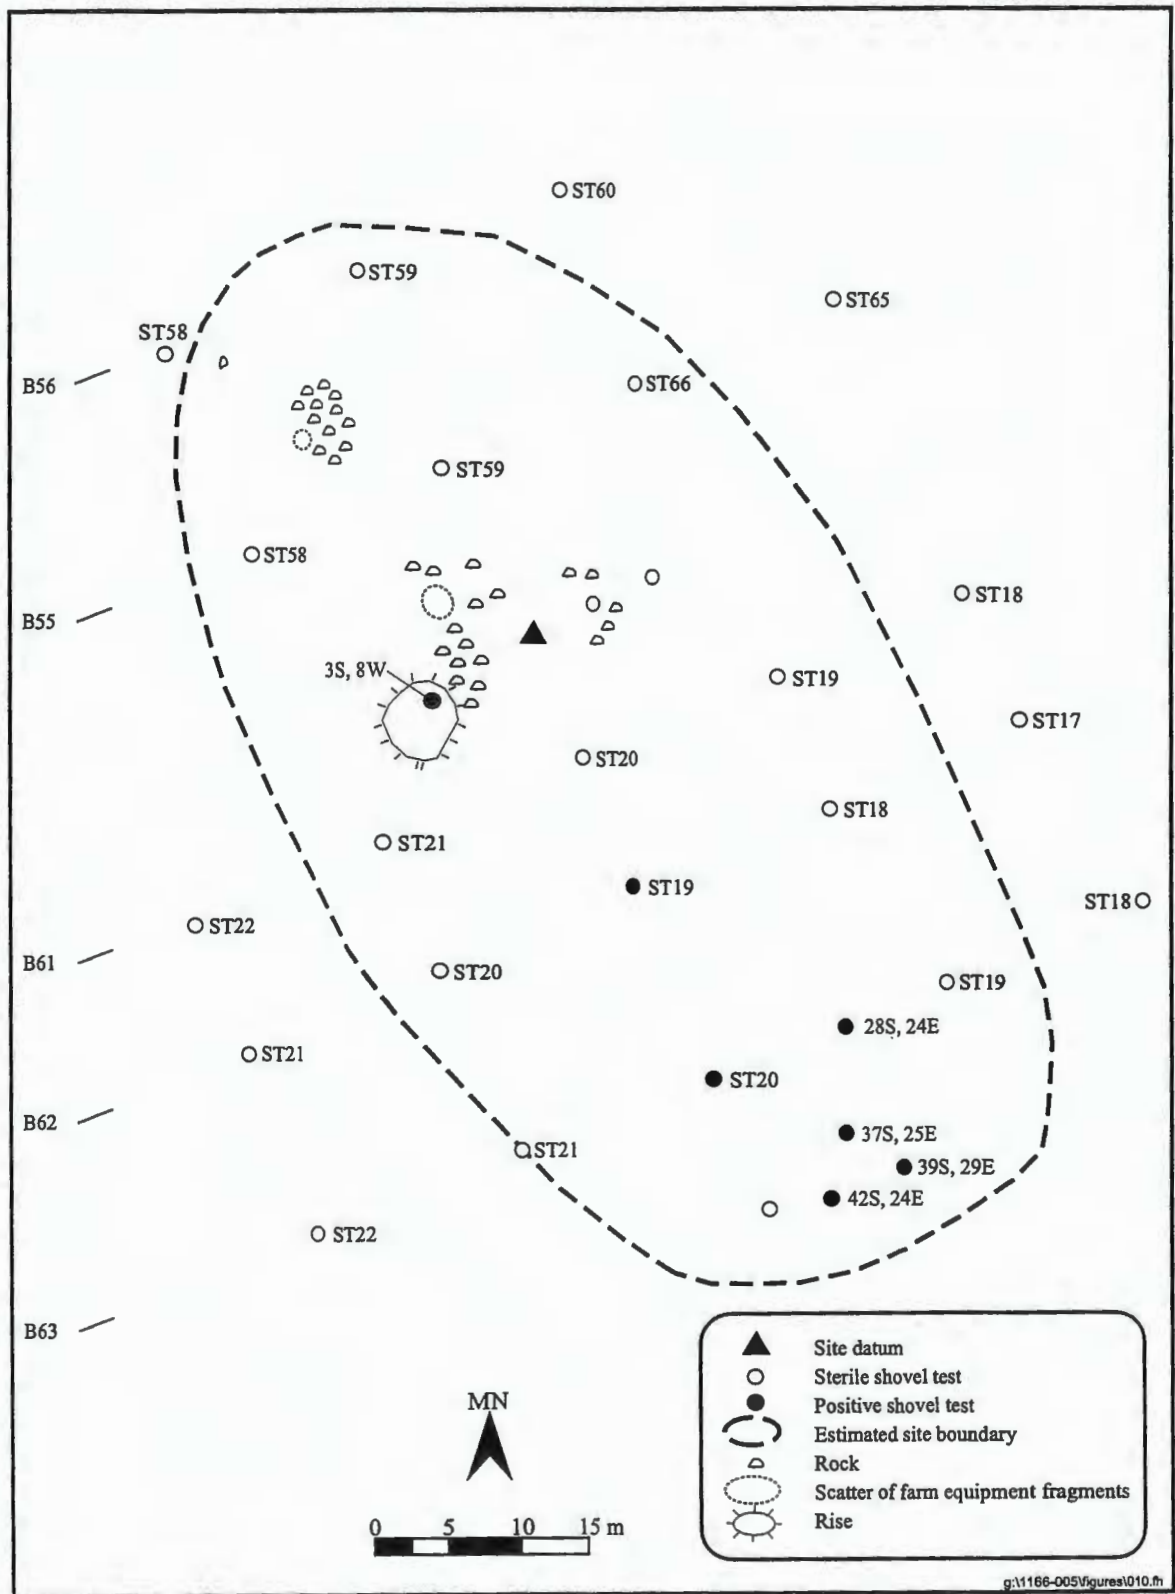 ST60
ST59
ST65
ST58
B56
ST66
ST59
ST58
ST18
B55
3S, 8W
ST19
ST17
ST20
ST18
ST21
ST19
ST18
ST22
B61
ST20
ST19
28S, 24E
ST21
ST20
B62
37S, 25E
ST21
39S, 29E
42S, 24E
ST22
B63
Site datum
Sterile shovel test
Positive shovel test
Estimated site boundary
Rock
Scatter of farm equipment fragments
Rise
MN
0 5 10 15 m
g:\1166-005\figures\010.fh